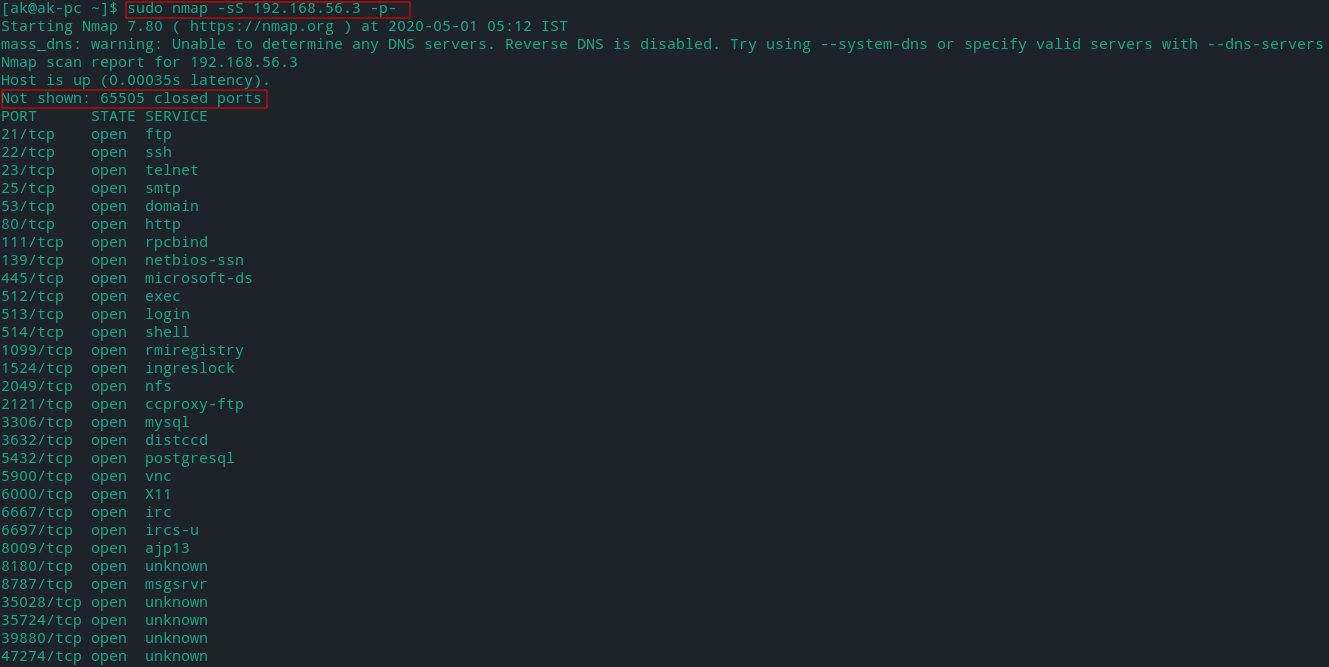 [ak@ak-pc ~]$ sudo nmap -sS 192.168.56.3 -p-
Starting Nmap 7.80 ( https://nmap.org ) at 2020-05-01 05:12 IST
mass_dns: warning: Unable to determine any DNS servers. Reverse DNS is disabled. Try using --system-dns or specify valid servers with --dns-servers
Nmap scan report for 192.168.56.3
Host is up (0.00035s latency).
Not shown: 65505 closed ports
PORT      STATE SERVICE
21/tcp    open  ftp
22/tcp    open  ssh
23/tcp    open  telnet
25/tcp    open  smtp
53/tcp    open  domain
80/tcp    open  http
111/tcp   open  rpcbind
139/tcp   open  netbios-ssn
445/tcp   open  microsoft-ds
512/tcp   open  exec
513/tcp   open  login
514/tcp   open  shell
1099/tcp  open  rmiregistry
1524/tcp  open  ingreslock
2049/tcp  open  nfs
2121/tcp  open  ccproxy-ftp
3306/tcp  open  mysql
3632/tcp  open  distccd
5432/tcp  open  postgresql
5900/tcp  open  vnc
6000/tcp  open  X11
6667/tcp  open  irc
6697/tcp  open  ircs-u
8009/tcp  open  ajp13
8180/tcp  open  unknown
8787/tcp  open  msgsrvr
35028/tcp open  unknown
35724/tcp open  unknown
39880/tcp open  unknown
47274/tcp open  unknown